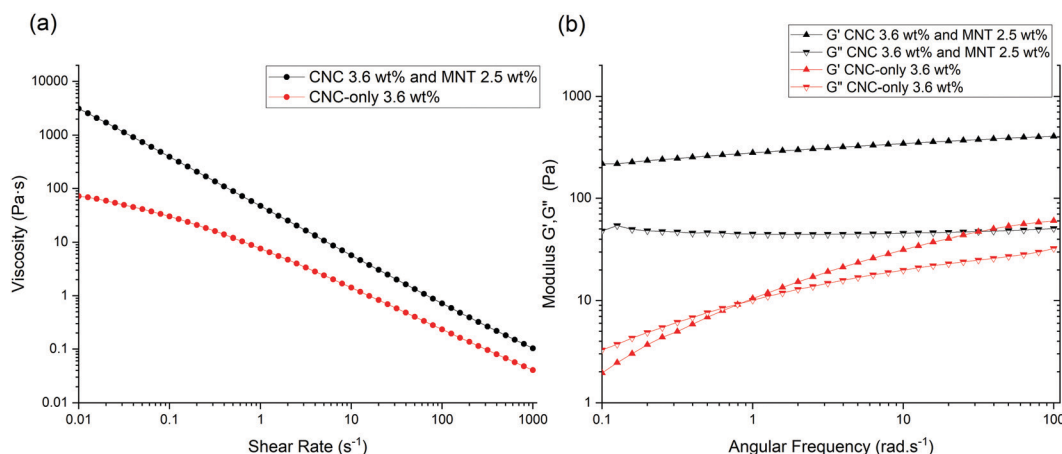 (a)
CNC 3.6 wt% and MNT 2.5 wt%
CNC-only 3.6 wt%
Viscosity (Pa·s)
10000
1000
100
10
1
0.1
0.01
0.01
0.1
1
10
100
1000
Shear Rate (s⁻¹)
(b)
G' CNC 3.6 wt% and MNT 2.5 wt%
G" CNC 3.6 wt% and MNT 2.5 wt%
G' CNC-only 3.6 wt%
G" CNC-only 3.6 wt%
Modulus G',G" (Pa)
1000
100
10
1
0.1
1
10
100
Angular Frequency (rad.s⁻¹)